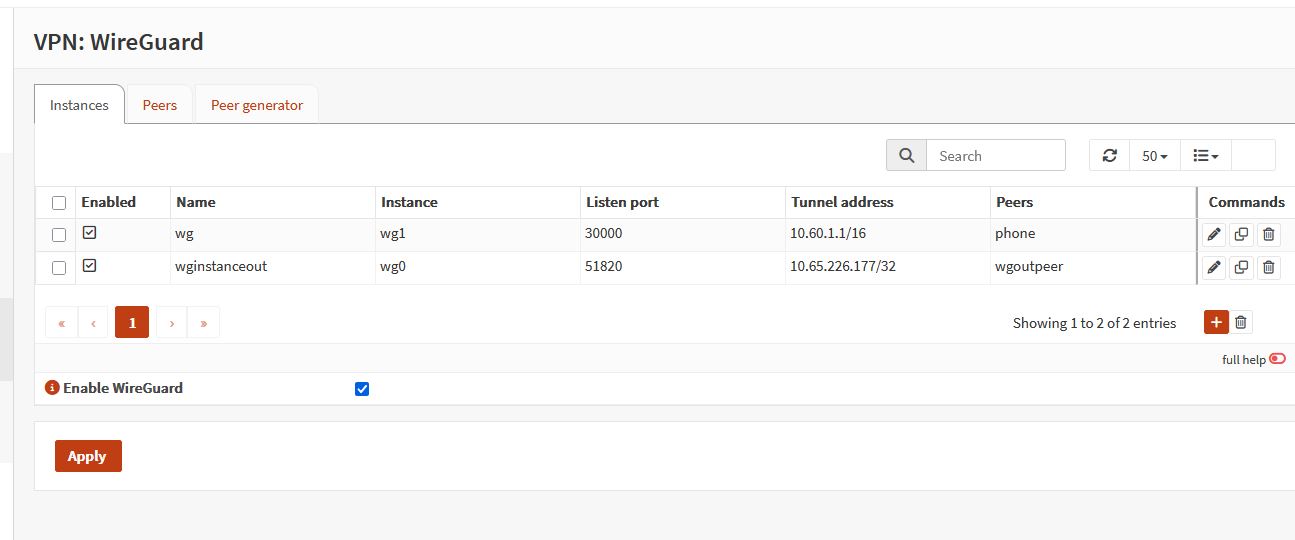 VPN: WireGuard
Instances Peers Peer generator
Search 50
Enabled Name Instance Listen port Tunnel address Peers Commands
wg wg1 30000 10.60.1.1/16 phone
wginstanceout wg0 51820 10.65.226.177/32 wgoutpeer
« ‹ 1 › » Showing 1 to 2 of 2 entries
full help
Enable WireGuard
Apply